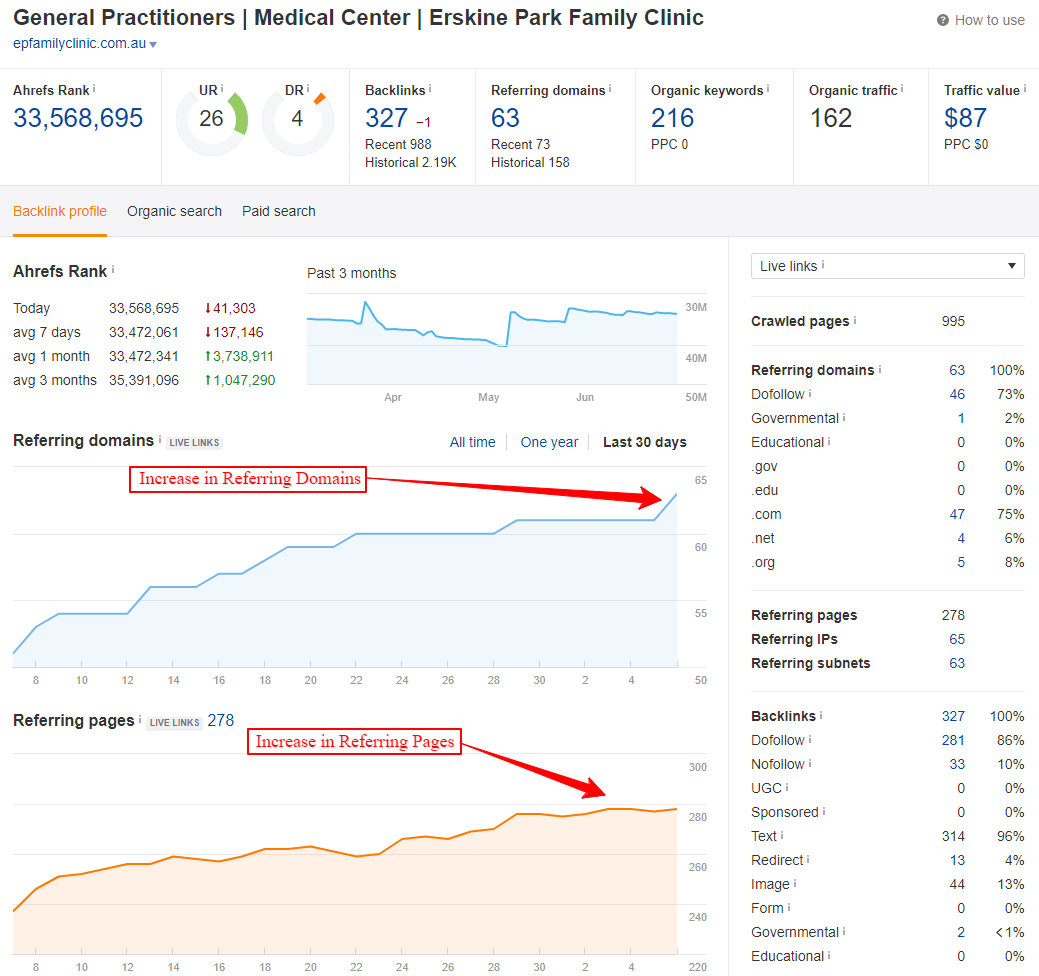 General Practitioners | Medical Center | Erskine Park Family Clinic
How to use
epfamilyclinic.com.au
Ahrefs Rank
33,568,695
UR
26
DR
4
Backlinks
327 −1
Recent 988
Historical 2.19K
Referring domains
63
Recent 73
Historical 158
Organic keywords
216
PPC 0
Organic traffic
162
Traffic value
$87
PPC $0
Backlink profile Organic search Paid search
Ahrefs Rank
Today 33,568,695 ↓41,303
avg 7 days 33,472,061 ↓137,146
avg 1 month 33,472,341 ↑3,738,911
avg 3 months 35,391,096 ↑1,047,290
Past 3 months
30M
40M
50M
Apr May Jun
Referring domains LIVE LINKS
All time One year Last 30 days
Increase in Referring Domains
65
60
55
50
8 10 12 14 16 18 20 22 24 26 28 30 2 4
Referring pages LIVE LINKS 278
Increase in Referring Pages
300
280
260
240
220
8 10 12 14 16 18 20 22 24 26 28 30 2 4
Live links
Crawled pages 995
Referring domains 63 100%
Dofollow 46 73%
Governmental 1 2%
Educational 0 0%
.gov 0 0%
.edu 0 0%
.com 47 75%
.net 4 6%
.org 5 8%
Referring pages 278
Referring IPs 65
Referring subnets 63
Backlinks 327 100%
Dofollow 281 86%
Nofollow 33 10%
UGC 0 0%
Sponsored 0 0%
Text 314 96%
Redirect 13 4%
Image 44 13%
Form 0 0%
Governmental 2 <1%
Educational 0 0%